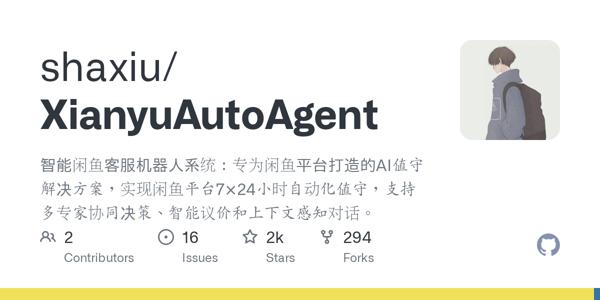 shaxiu/
XianyuAutoAgent
智能闲鱼客服机器人系统：专为闲鱼平台打造的AI值守
解决方案，实现闲鱼平台7×24小时自动化值守，支持
多专家协同决策、智能议价和上下文感知对话。
2 16 2k 294
Contributors Issues Stars Forks